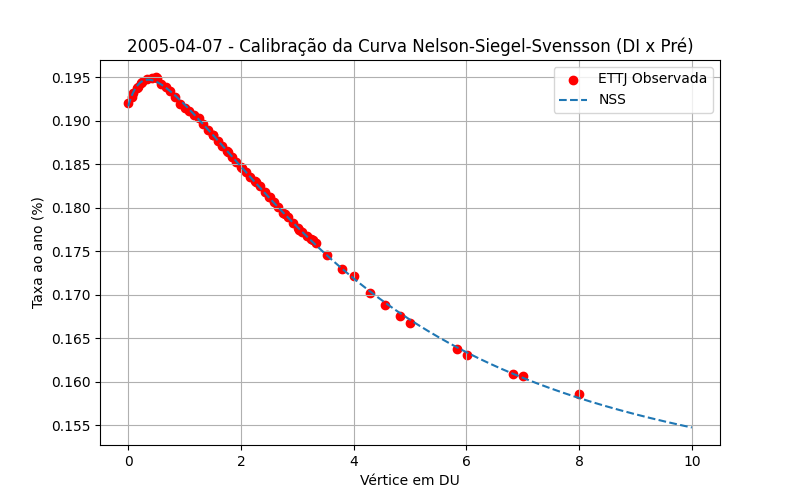 2005-04-07 - Calibração da Curva Nelson-Siegel-Svensson (DI x Pré)
ETTJ Observada
NSS
Taxa ao ano (%)
0.195
0.190
0.185
0.180
0.175
0.170
0.165
0.160
0.155
0 2 4 6 8 10
Vértice em DU